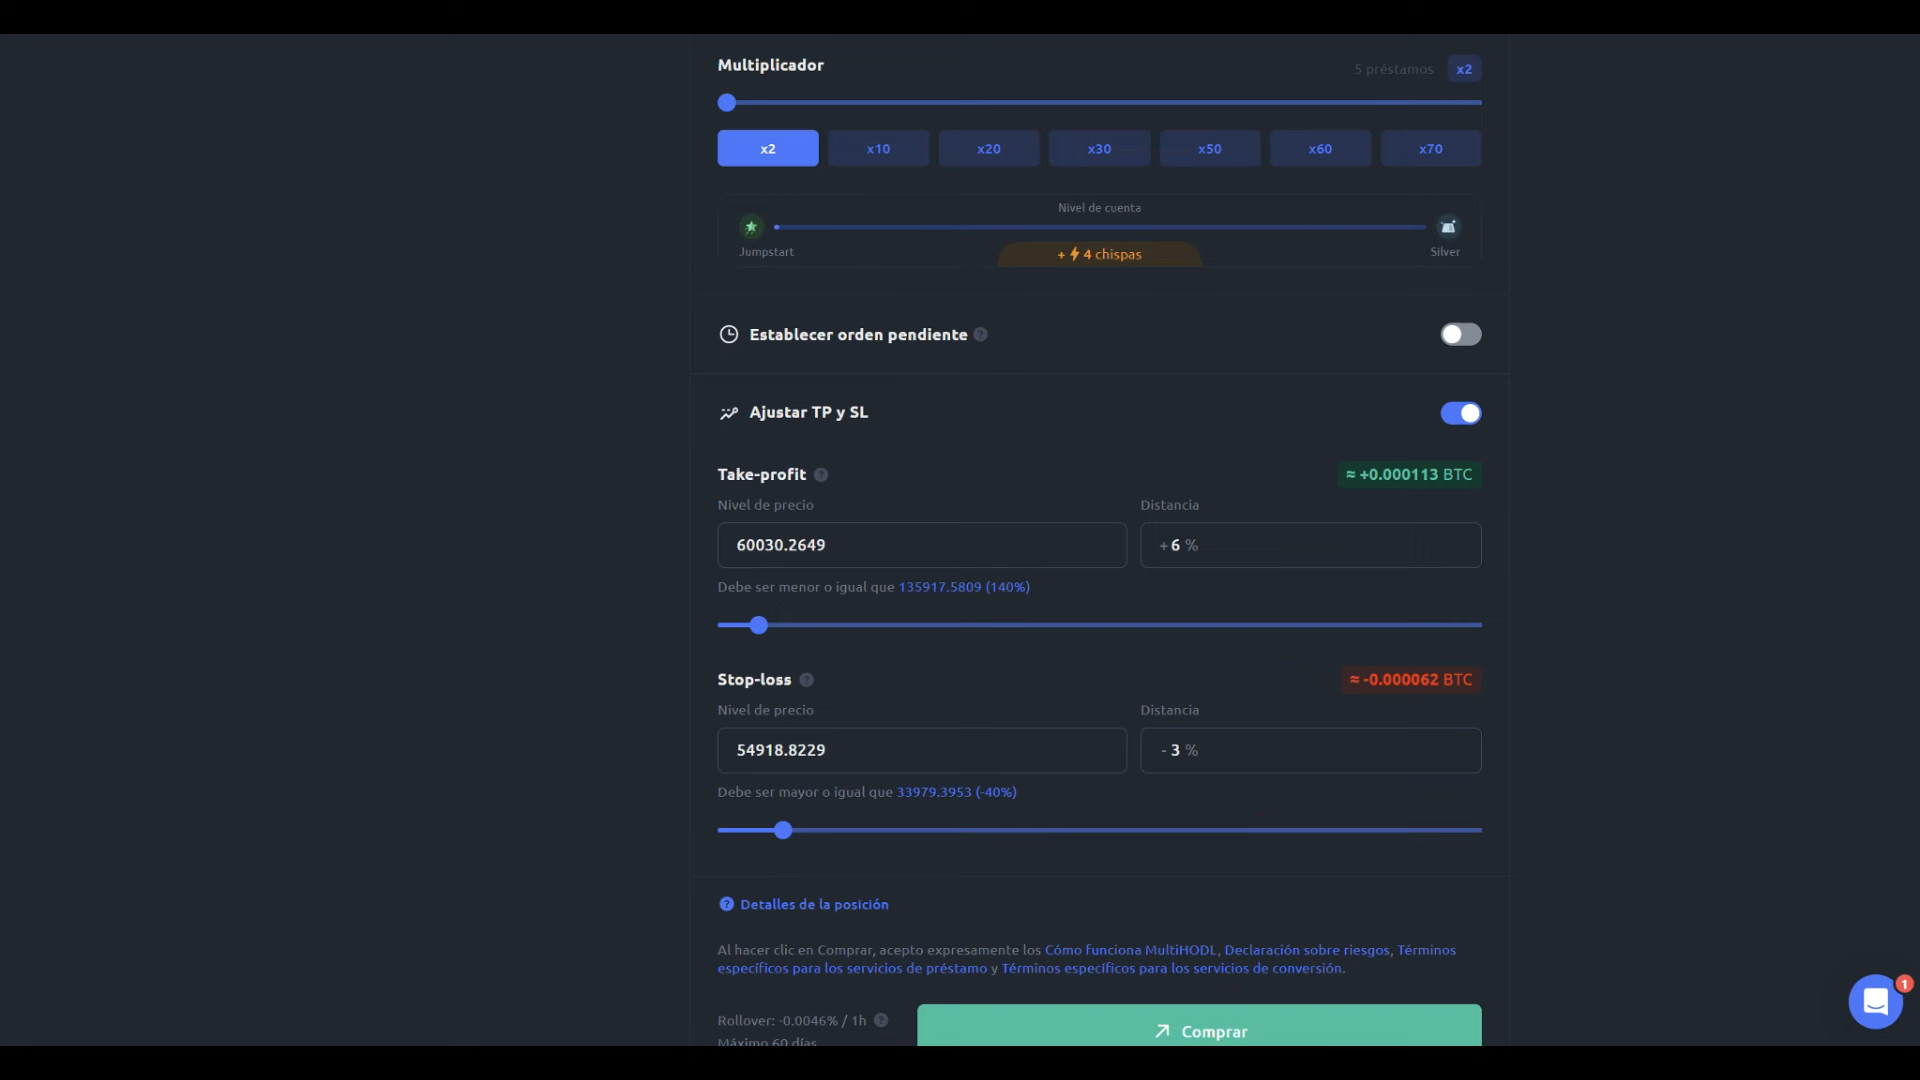 Multiplicador
5 préstamos x2
x2 x10 x20 x30 x50 x60 x70
Nivel de cuenta
Jumpstart Silver
+ 4 chispas
Establecer orden pendiente ?
Ajustar TP y SL
Take-profit ? ≈ +0.000113 BTC
Nivel de precio Distancia
60030.2649 + 6 %
Debe ser menor o igual que 135917.5809 (140%)
Stop-loss ? ≈ -0.000062 BTC
Nivel de precio Distancia
54918.8229 - 3 %
Debe ser mayor o igual que 33979.3953 (-40%)
? Detalles de la posición
Al hacer clic en Comprar, acepto expresamente los Cómo funciona MultiHODL, Declaración sobre riesgos, Términos
específicos para los servicios de préstamo y Términos específicos para los servicios de conversión.
1
Rollover: -0.0046% / 1h ?
Comprar
Máximo 60 días